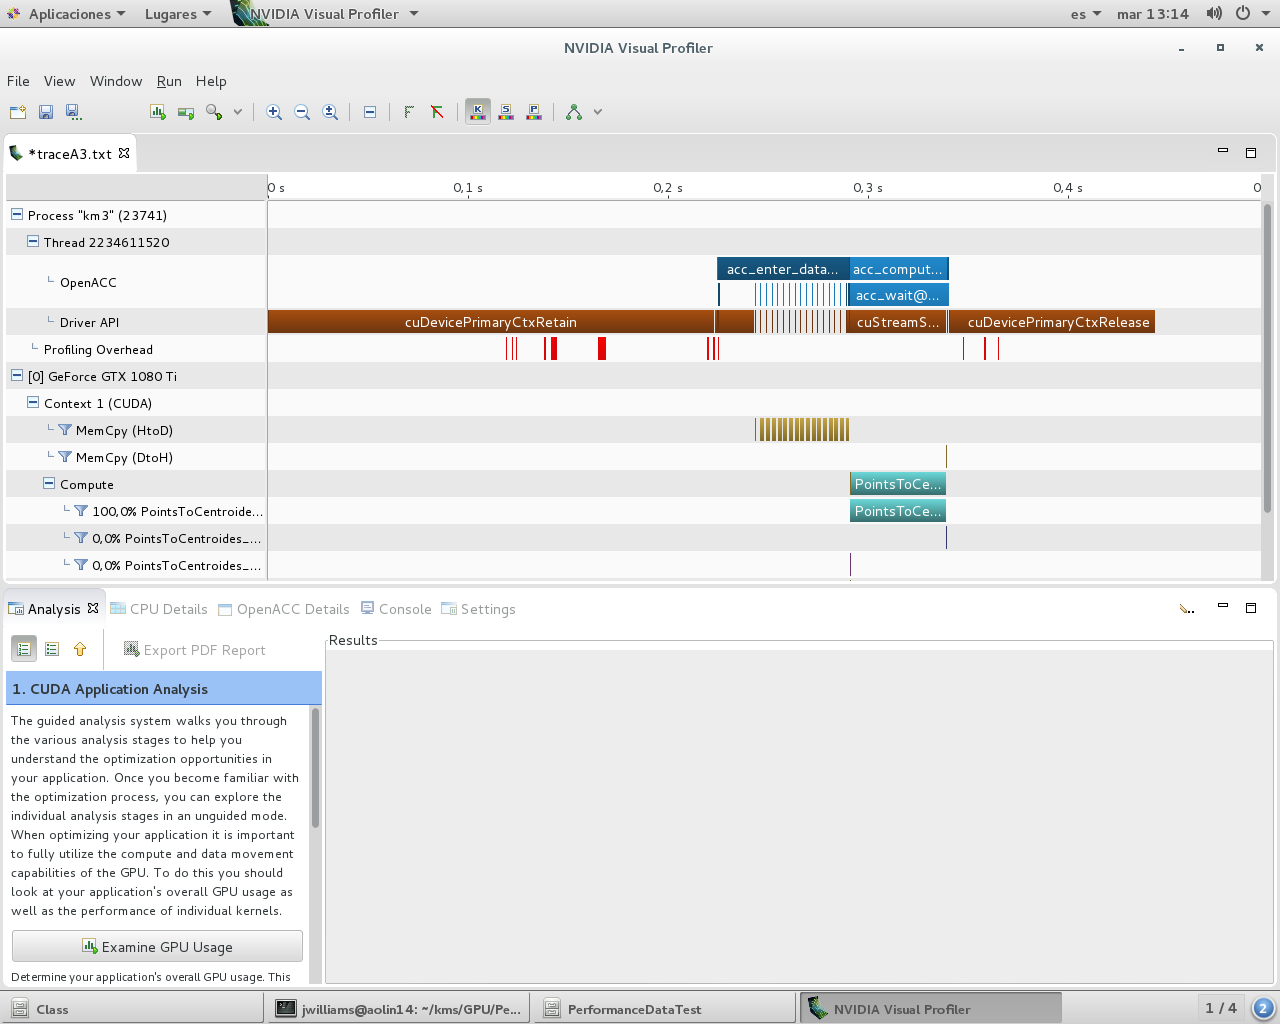 Aplicaciones Lugares NVIDIA Visual Profiler es mar 13:14
NVIDIA Visual Profiler
File View Window Run Help
K S P
*traceA3.txt
0 s 0,1 s 0,2 s 0,3 s 0,4 s 0
Process "km3" (23741)
Thread 2234611520
OpenACC
acc_enter_data... acc_comput...
acc_wait@...
Driver API cuDevicePrimaryCtxRetain cuStreamS... cuDevicePrimaryCtxRelease
Profiling Overhead
[0] GeForce GTX 1080 Ti
Context 1 (CUDA)
MemCpy (HtoD)
MemCpy (DtoH)
Compute PointsToCe...
100,0% PointsToCentroide... PointsToCe...
0,0% PointsToCentroides_...
0,0% PointsToCentroides_...
Analysis CPU Details OpenACC Details Console Settings
Export PDF Report
Results
1. CUDA Application Analysis
The guided analysis system walks you through
the various analysis stages to help you
understand the optimization opportunities in
your application. Once you become familiar with
the optimization process, you can explore the
individual analysis stages in an unguided mode.
When optimizing your application it is important
to fully utilize the compute and data movement
capabilities of the GPU. To do this you should
look at your application's overall GPU usage as
well as the performance of individual kernels.
Examine GPU Usage
Determine your application's overall GPU usage. This
Class jwilliams@aolin14: ~/kms/GPU/Pe... PerformanceDataTest NVIDIA Visual Profiler 1 / 4 2